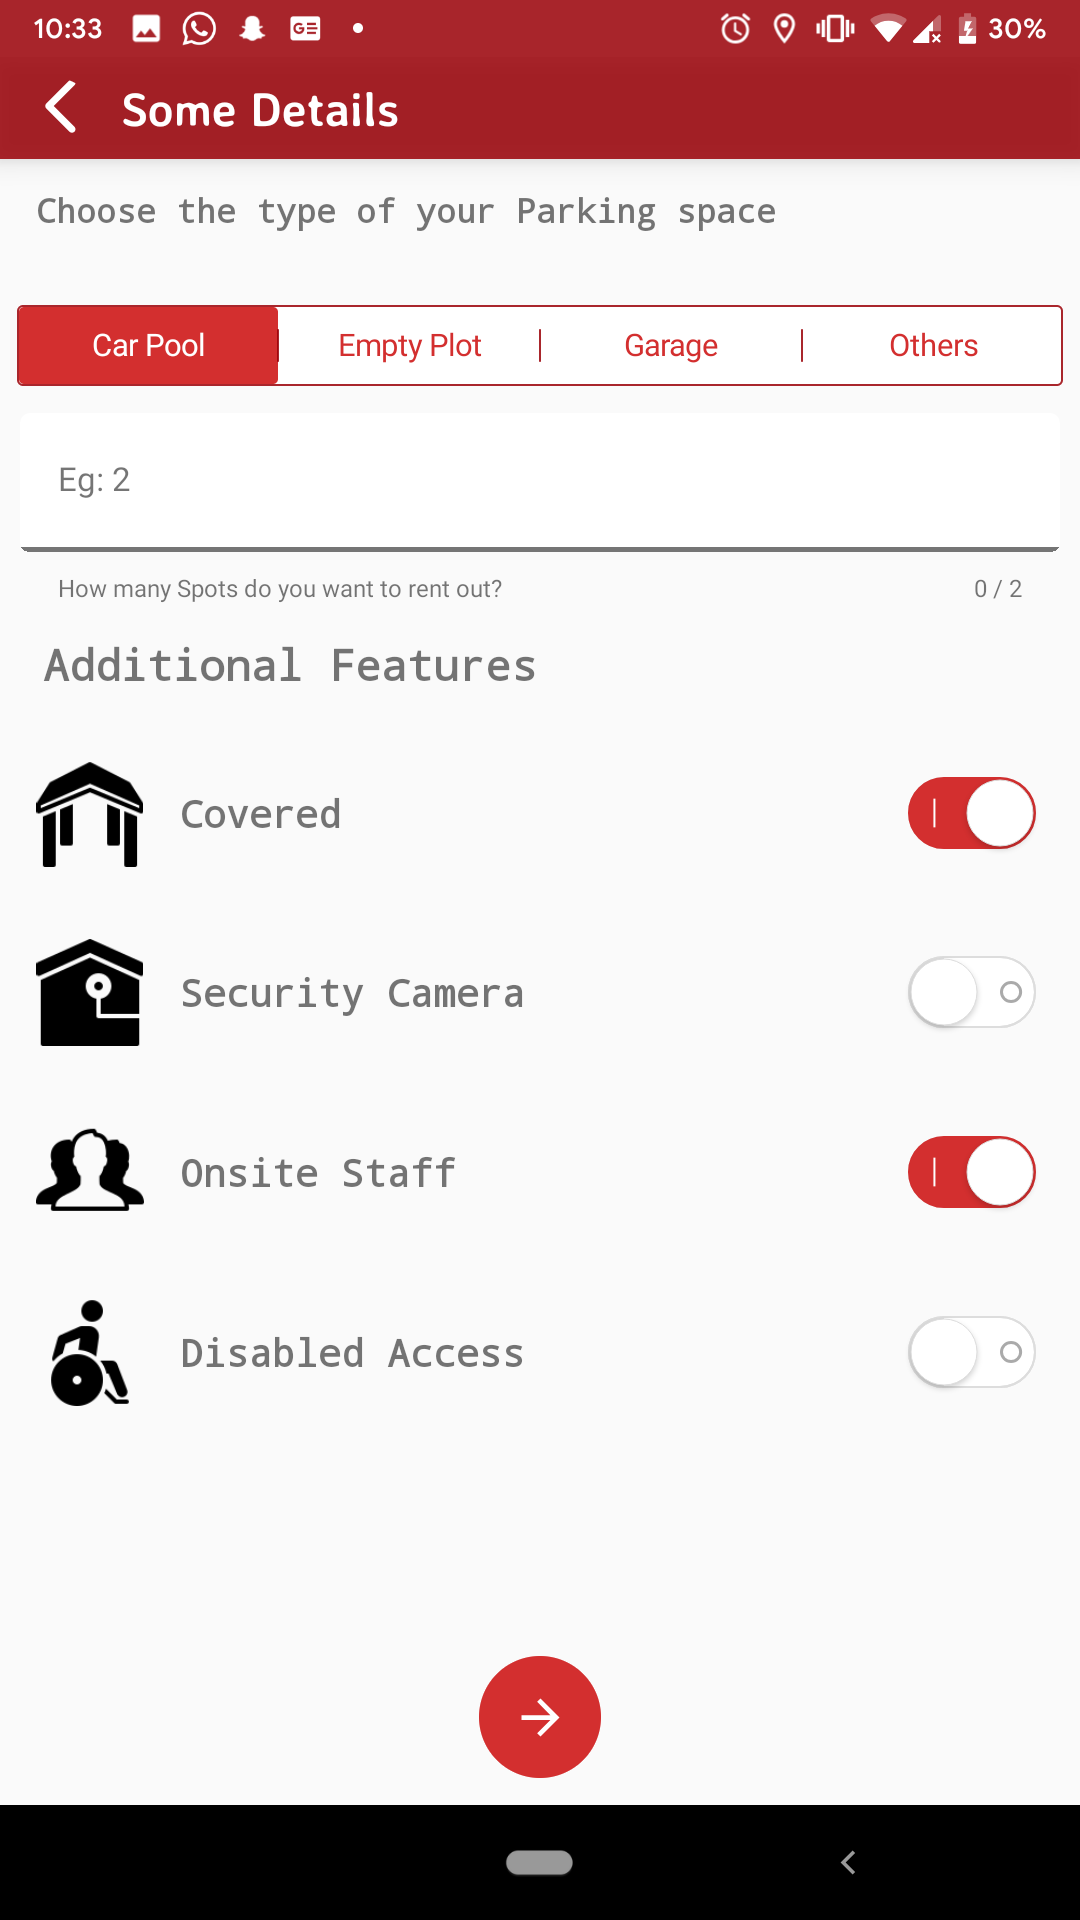 10:33 GE 30%
Some Details
Choose the type of your Parking space
Car Pool Empty Plot Garage Others
Eg: 2
How many Spots do you want to rent out? 0 / 2
Additional Features
Covered
Security Camera
Onsite Staff
Disabled Access